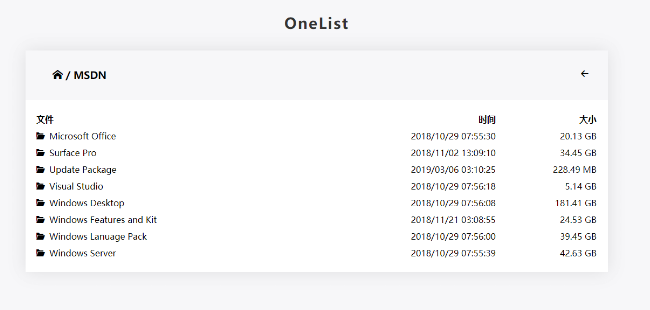 OneList
/ MSDN
文件 时间 大小
Microsoft Office 2018/10/29 07:55:30 20.13 GB
Surface Pro 2018/11/02 13:09:10 34.45 GB
Update Package 2019/03/06 03:10:25 228.49 MB
Visual Studio 2018/10/29 07:56:18 5.14 GB
Windows Desktop 2018/10/29 07:56:08 181.41 GB
Windows Features and Kit 2018/11/21 03:08:55 24.53 GB
Windows Lanuage Pack 2018/10/29 07:56:00 39.45 GB
Windows Server 2018/10/29 07:55:39 42.63 GB